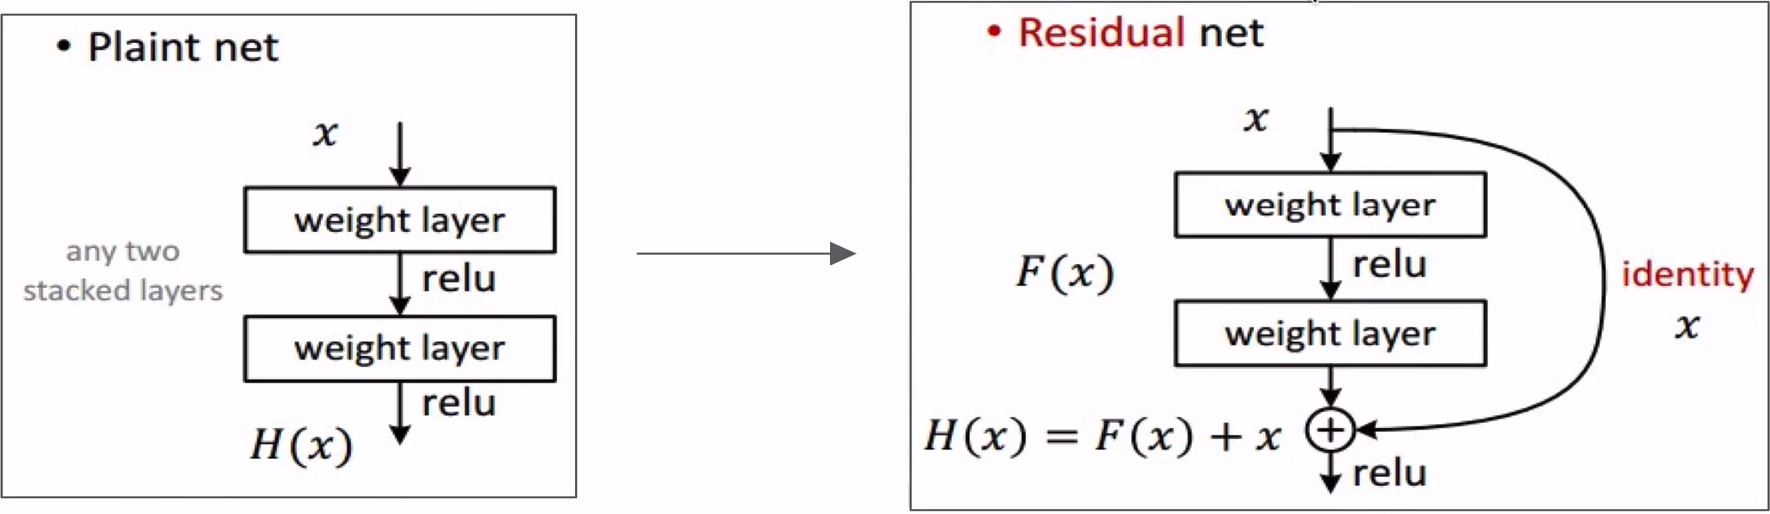 • Plaint net
x
weight layer
any two
stacked layers
relu
weight layer
relu
H(x)
• Residual net
x
weight layer
F(x)
relu
identity
x
weight layer
H(x) = F(x) + x
+
relu